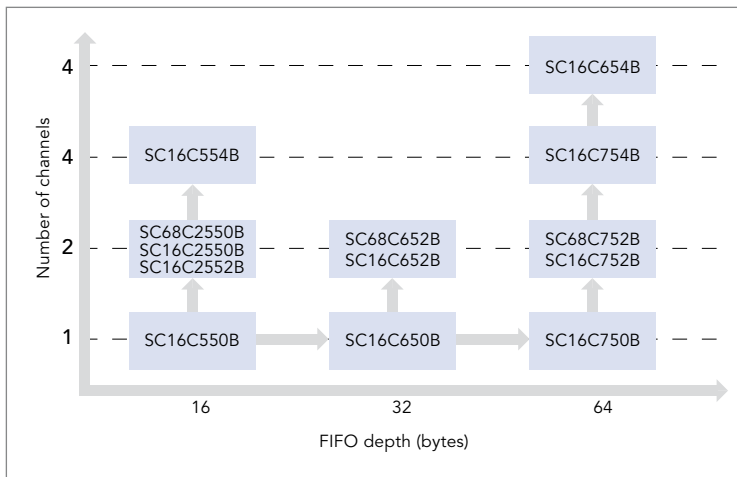 Number of channels
4
SC16C654B
4
SC16C554B
SC16C754B
2
SC68C2550B
SC16C2550B
SC16C2552B
SC68C652B
SC16C652B
SC68C752B
SC16C752B
1
SC16C550B
SC16C650B
SC16C750B
16
32
64
FIFO depth (bytes)